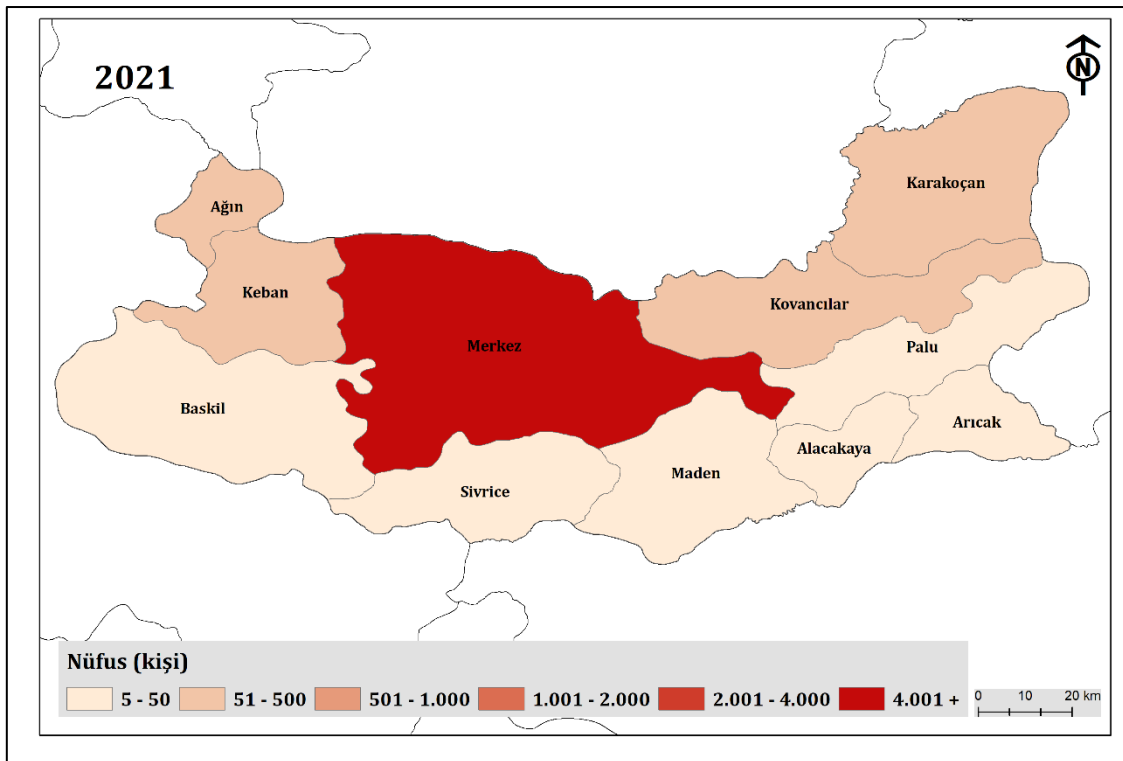 2021
N
Karakoçan
Ağın
Keban
Kovancılar
Merkez
Palu
Baskil
Arıcak
Alacakaya
Maden
Sivrice
Nüfus (kişi)
5 - 50 51 - 500 501 - 1.000 1.001 - 2.000 2.001 - 4.000 4.001 +
0 10 20 km